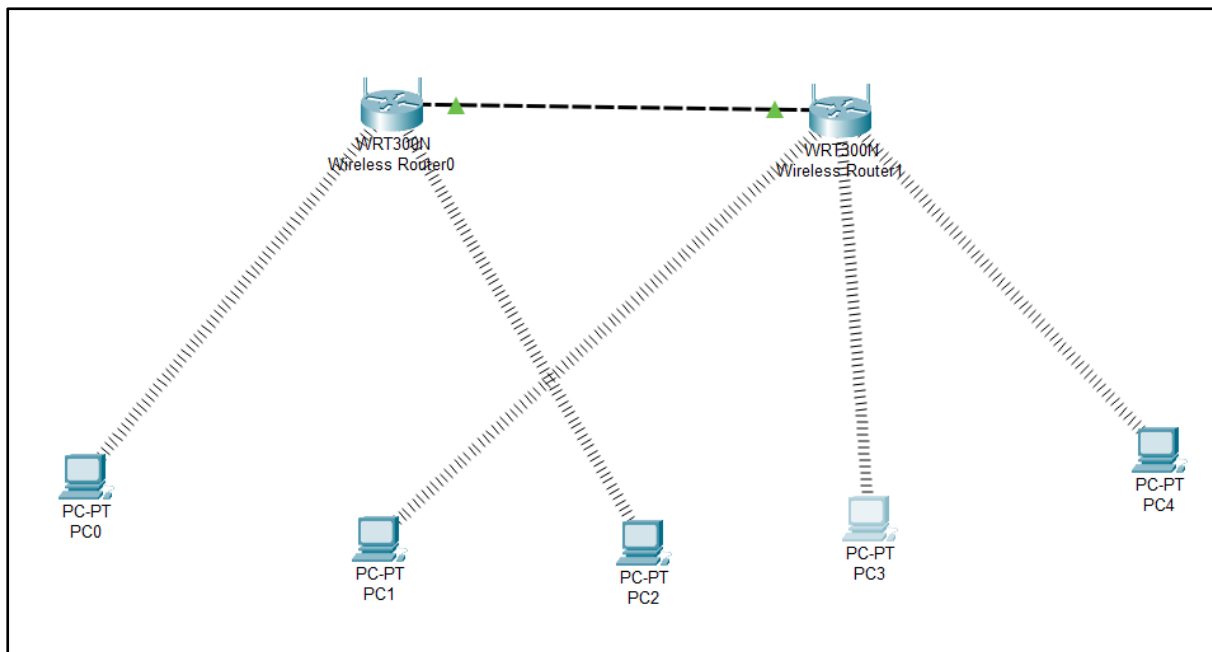 WRT300N
Wireless Router0
WRT300N
Wireless Router1
PC-PT
PC0
PC-PT
PC1
PC-PT
PC2
PC-PT
PC3
PC-PT
PC4